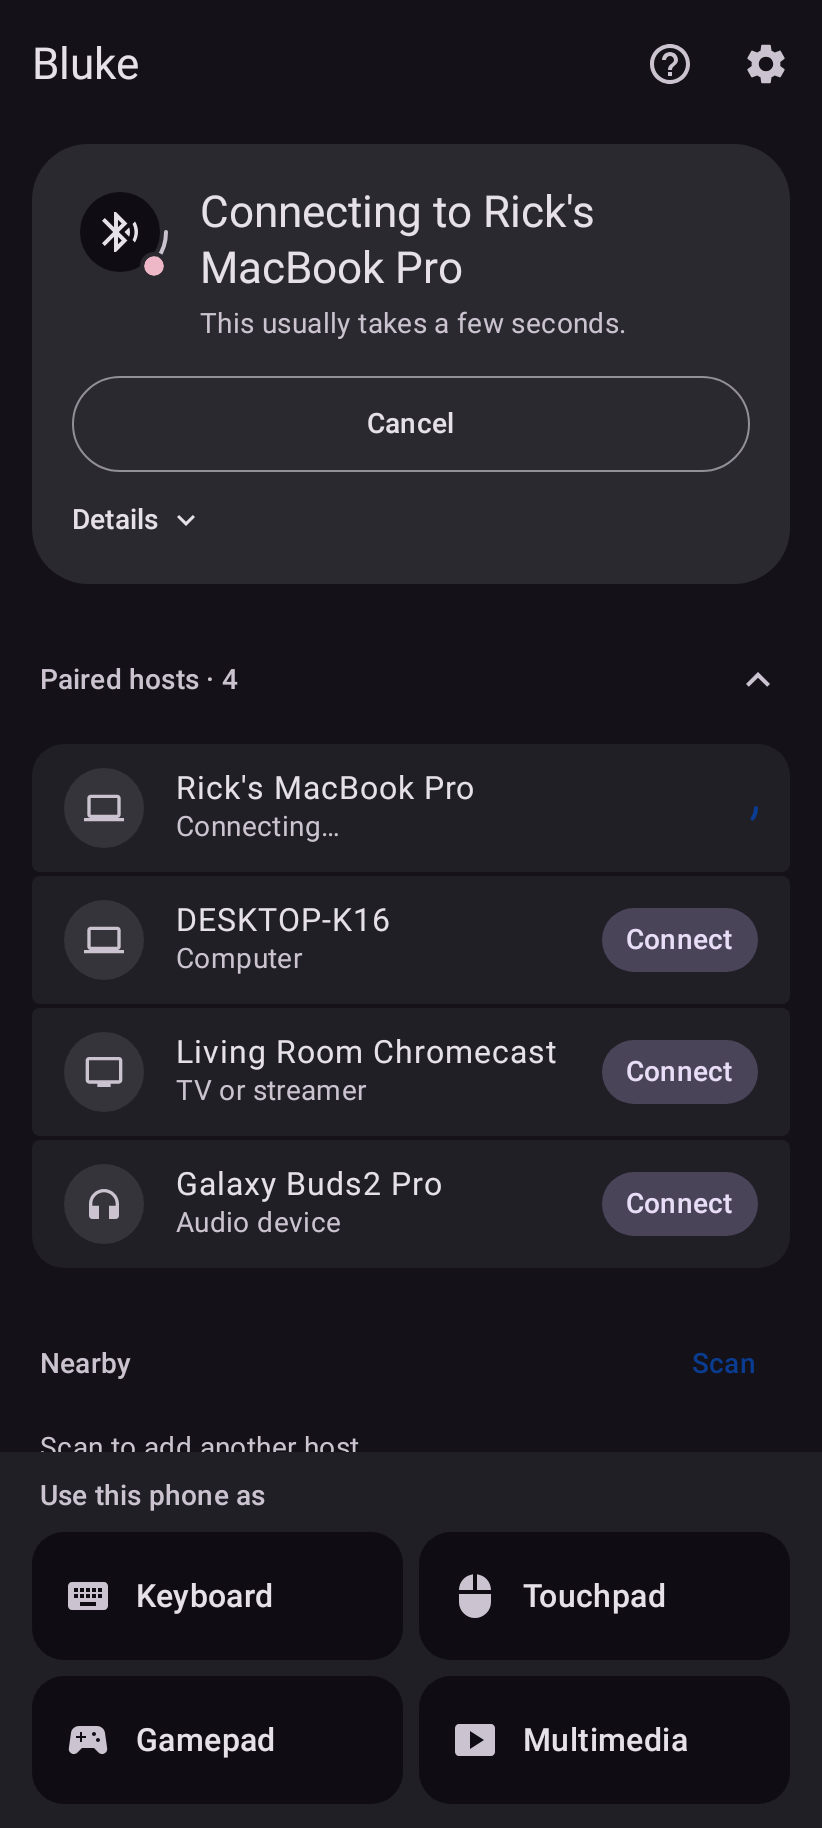 Bluke
Connecting to Rick's
MacBook Pro
This usually takes a few seconds.
Cancel
Details
Paired hosts · 4
Rick's MacBook Pro
Connecting…
DESKTOP-K16
Computer
Connect
Living Room Chromecast
TV or streamer
Connect
Galaxy Buds2 Pro
Audio device
Connect
Nearby
Scan
Scan to add another host
Use this phone as
Keyboard
Touchpad
Gamepad
Multimedia